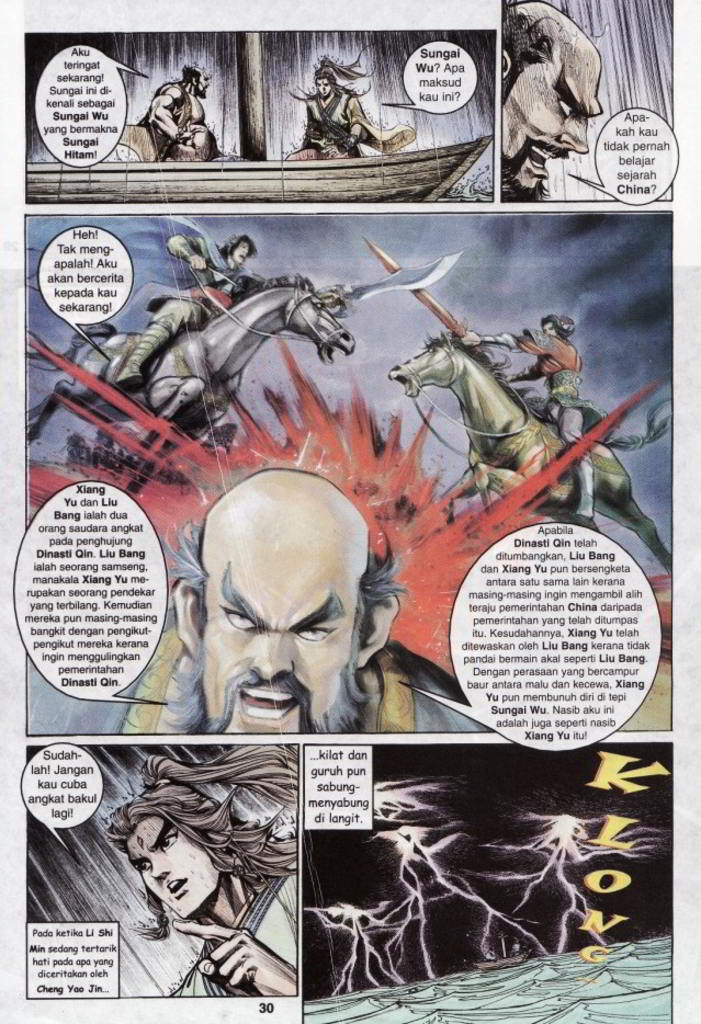 Aku
teringat
sekarang!
Sungai ini di-
kenali sebagai
Sungai Wu
yang bermakna
Sungai
Hitam!
Sungai
Wu? Apa
maksud
kau ini?
Apa-
kah kau
tidak pernah
belajar
sejarah
China?
Heh!
Tak meng-
apalah! Aku
akan bercerita
kepada kau
sekarang!
Xiang
Yu dan Liu
Bang ialah dua
orang saudara angkat
pada penghujung
Dinasti Qin. Liu Bang
ialah seorang samseng,
manakala Xiang Yu me-
rupakan seorang pendekar
yang terbilang. Kemudian
mereka pun masing-masing
bangkit dengan pengikut-
pengikut mereka kerana
ingin menggulingkan
pemerintahan
Dinasti Qin.
Apabila
Dinasti Qin telah
ditumbangkan, Liu Bang
dan Xiang Yu pun bersengketa
antara satu sama lain kerana
masing-masing ingin mengambil alih
teraju pemerintahan China daripada
pemerintahan yang telah ditumpas
itu. Kesudahannya, Xiang Yu telah
ditewaskan oleh Liu Bang kerana tidak
pandai bermain akal seperti Liu Bang.
Dengan perasaan yang bercampur
baur antara malu dan kecewa, Xiang
Yu pun membunuh diri di tepi
Sungai Wu. Nasib aku ini
adalah juga seperti nasib
Xiang Yu itu!
Sudah-
lah! Jangan
kau cuba
angkat bakul
lagi!
Pada ketika Li Shi
Min sedang tertarik
hati pada apa yang
diceritakan oleh
Cheng Yao Jin...
...kilat dan
guruh pun
sabung-
menyabung
di langit.
KLONG
30